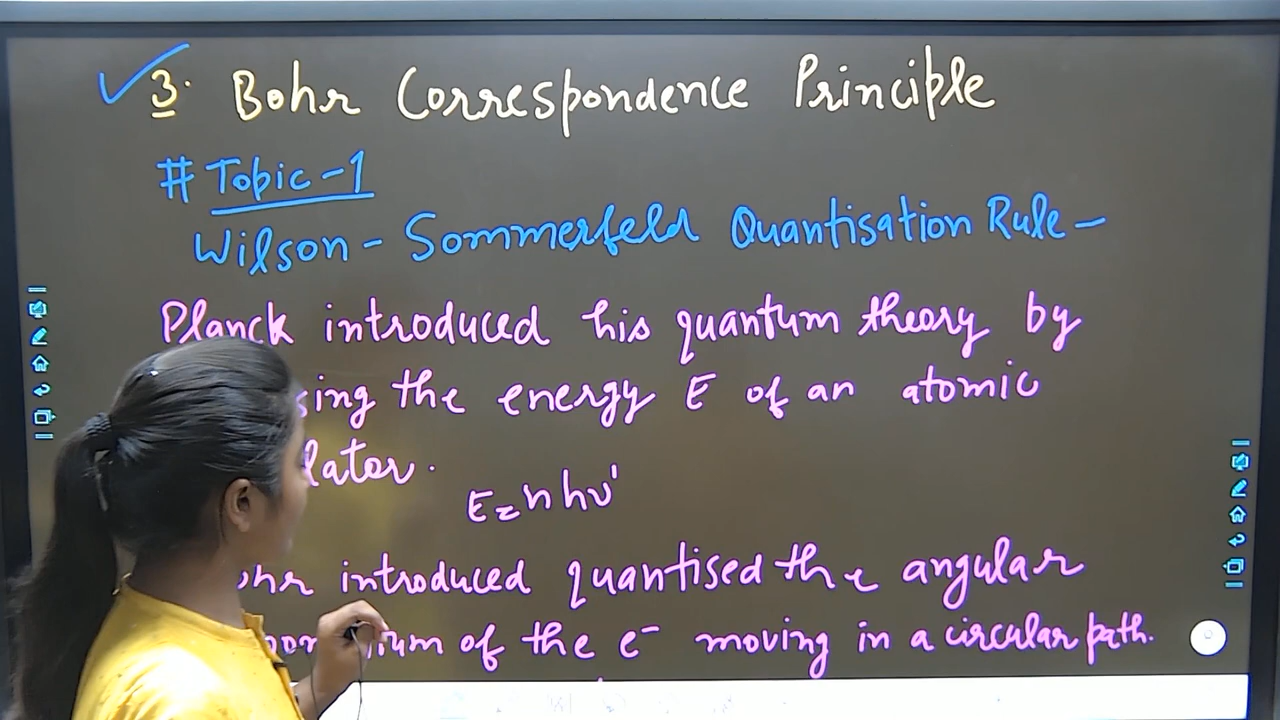 3. Bohr Correspondence Principle
# Topic-1
Wilson - Sommerfeld Quantisation Rule -
Planck introduced his quantum theory by
the energy E of an atomic
E = nhν'
introduced quantised the angular
of the e⁻ moving in a circular path.